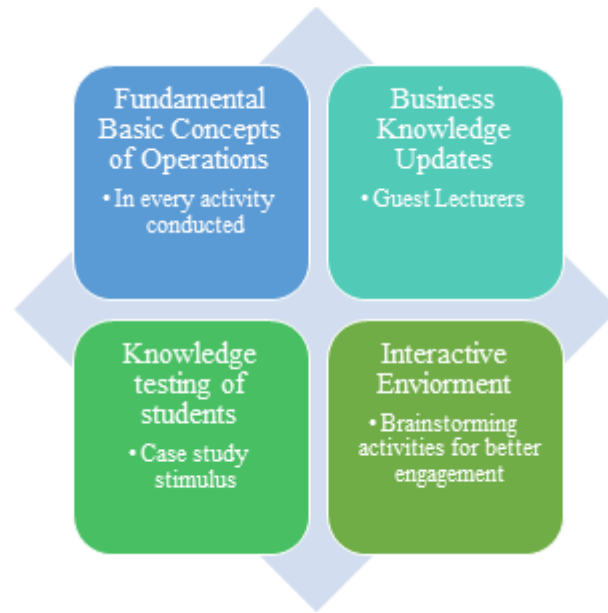 Fundamental
Basic Concepts
of Operations
• In every activity
conducted
Business
Knowledge
Updates
• Guest Lecturers
Knowledge
testing of
students
• Case study
stimulus
Interactive
Enviorment
• Brainstorming
activities for better
engagement